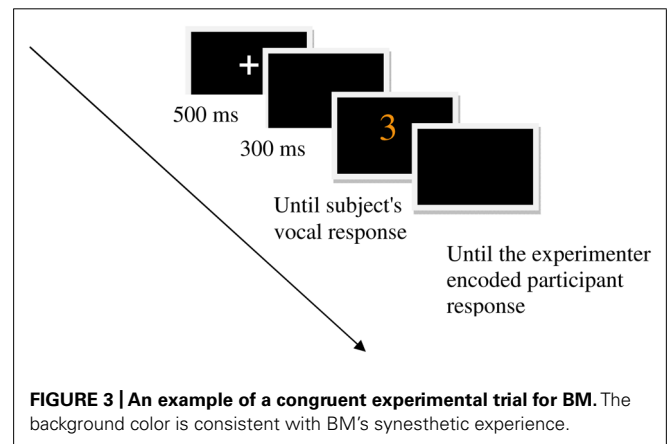 +
500 ms
300 ms
3
Until subject's
vocal response
Until the experimenter
encoded participant
response
FIGURE 3 | An example of a congruent experimental trial for BM. The
background color is consistent with BM's synesthetic experience.